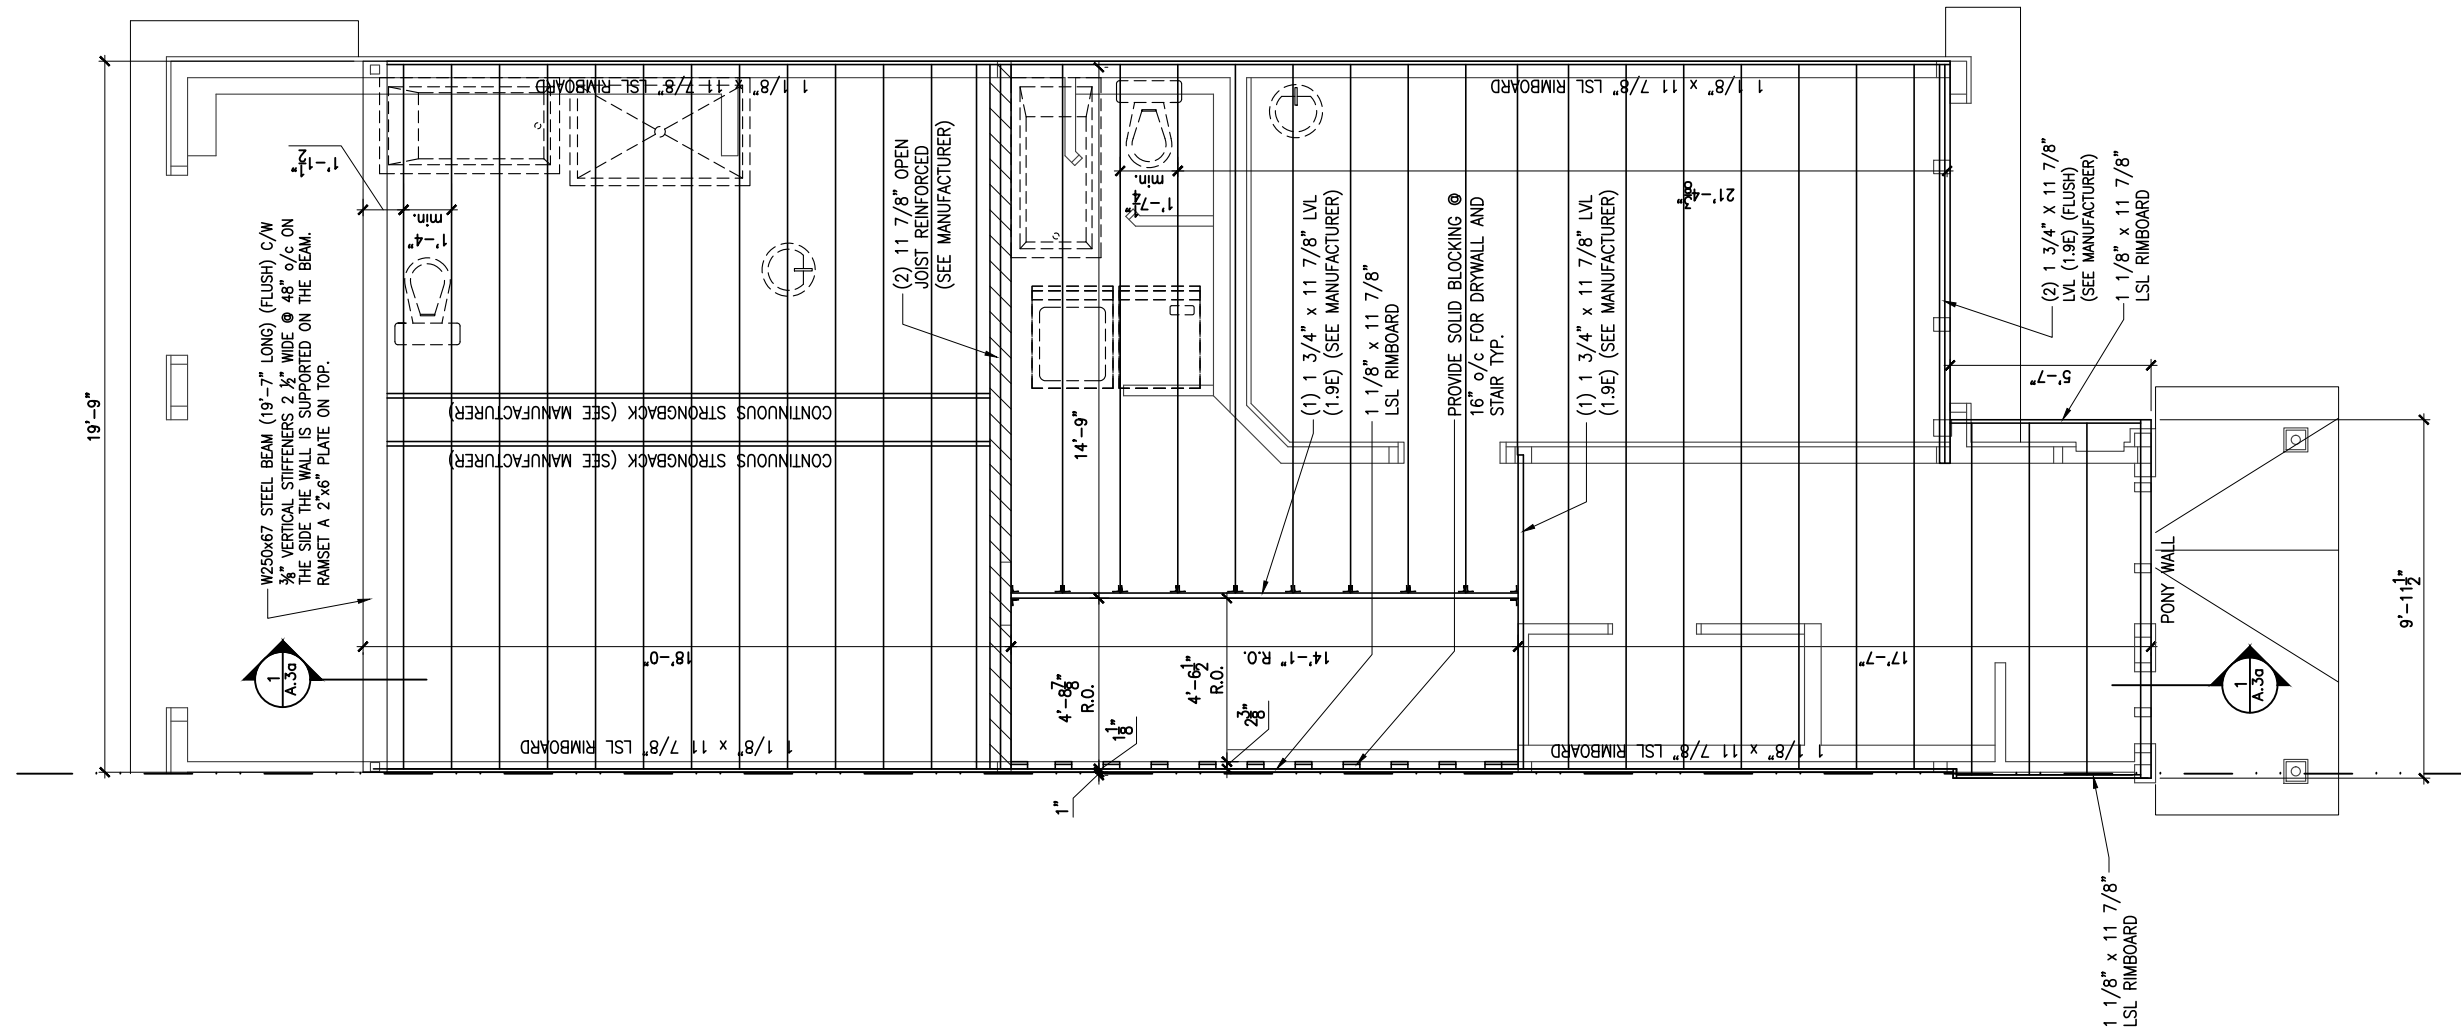 19'-9"
W250x67 STEEL BEAM (19'-7" LONG) (FLUSH) C/W
⅜" VERTICAL STIFFENERS 2 ½" WIDE @ 48" o/c ON
THE SIDE THE WALL IS SUPPORTED ON THE BEAM.
RAMSET A 2"x6" PLATE ON TOP.
1'-1½"
1'-4"
min.
1 1/8" x 11 7/8" LSL RIMBOARD
CONTINUOUS STRONGBACK (SEE MANUFACTURER)
CONTINUOUS STRONGBACK (SEE MANUFACTURER)
18'-0"
1
A.3a
1 1/8" x 11 7/8" LSL RIMBOARD
(2) 11 7/8" OPEN
JOIST REINFORCED
(SEE MANUFACTURER)
14'-9"
1'-7¼"
min.
4'-8⅞"
R.O.
1⅛"
1"
4'-6½"
R.O.
2⅜"
14'-1" R.O.
(1) 1 3/4" x 11 7/8" LVL
(1.9E) (SEE MANUFACTURER)
1 1/8" x 11 7/8"
LSL RIMBOARD
PROVIDE SOLID BLOCKING @
16" o/c FOR DRYWALL AND
STAIR TYP.
(1) 1 3/4" x 11 7/8" LVL
(1.9E) (SEE MANUFACTURER)
1 1/8" x 11 7/8" LSL RIMBOARD
21'-4⅜"
17'-7"
1 1/8" x 11 7/8" LSL RIMBOARD
(2) 1 3/4" x 11 7/8"
LVL (1.9E) (FLUSH)
(SEE MANUFACTURER)
1 1/8" x 11 7/8"
LSL RIMBOARD
5'-7"
PONY WALL
1
A.3a
9'-11½"
1 1/8" x 11 7/8"
LSL RIMBOARD